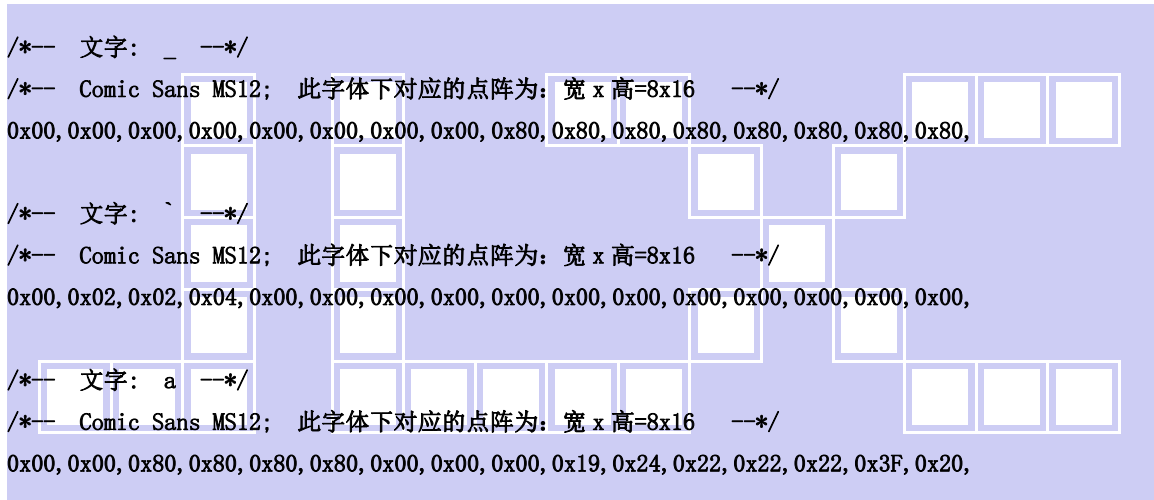 /*--  文字:  _  --*/
/*--  Comic Sans MS12;  此字体下对应的点阵为：宽x高=8x16   --*/
0x00,0x00,0x00,0x00,0x00,0x00,0x00,0x00,0x80,0x80,0x80,0x80,0x80,0x80,0x80,0x80,
/*--  文字:  `  --*/
/*--  Comic Sans MS12;  此字体下对应的点阵为：宽x高=8x16   --*/
0x00,0x02,0x02,0x04,0x00,0x00,0x00,0x00,0x00,0x00,0x00,0x00,0x00,0x00,0x00,0x00,
/*--  文字:  a  --*/
/*--  Comic Sans MS12;  此字体下对应的点阵为：宽x高=8x16   --*/
0x00,0x00,0x80,0x80,0x80,0x80,0x00,0x00,0x00,0x19,0x24,0x22,0x22,0x22,0x3F,0x20,